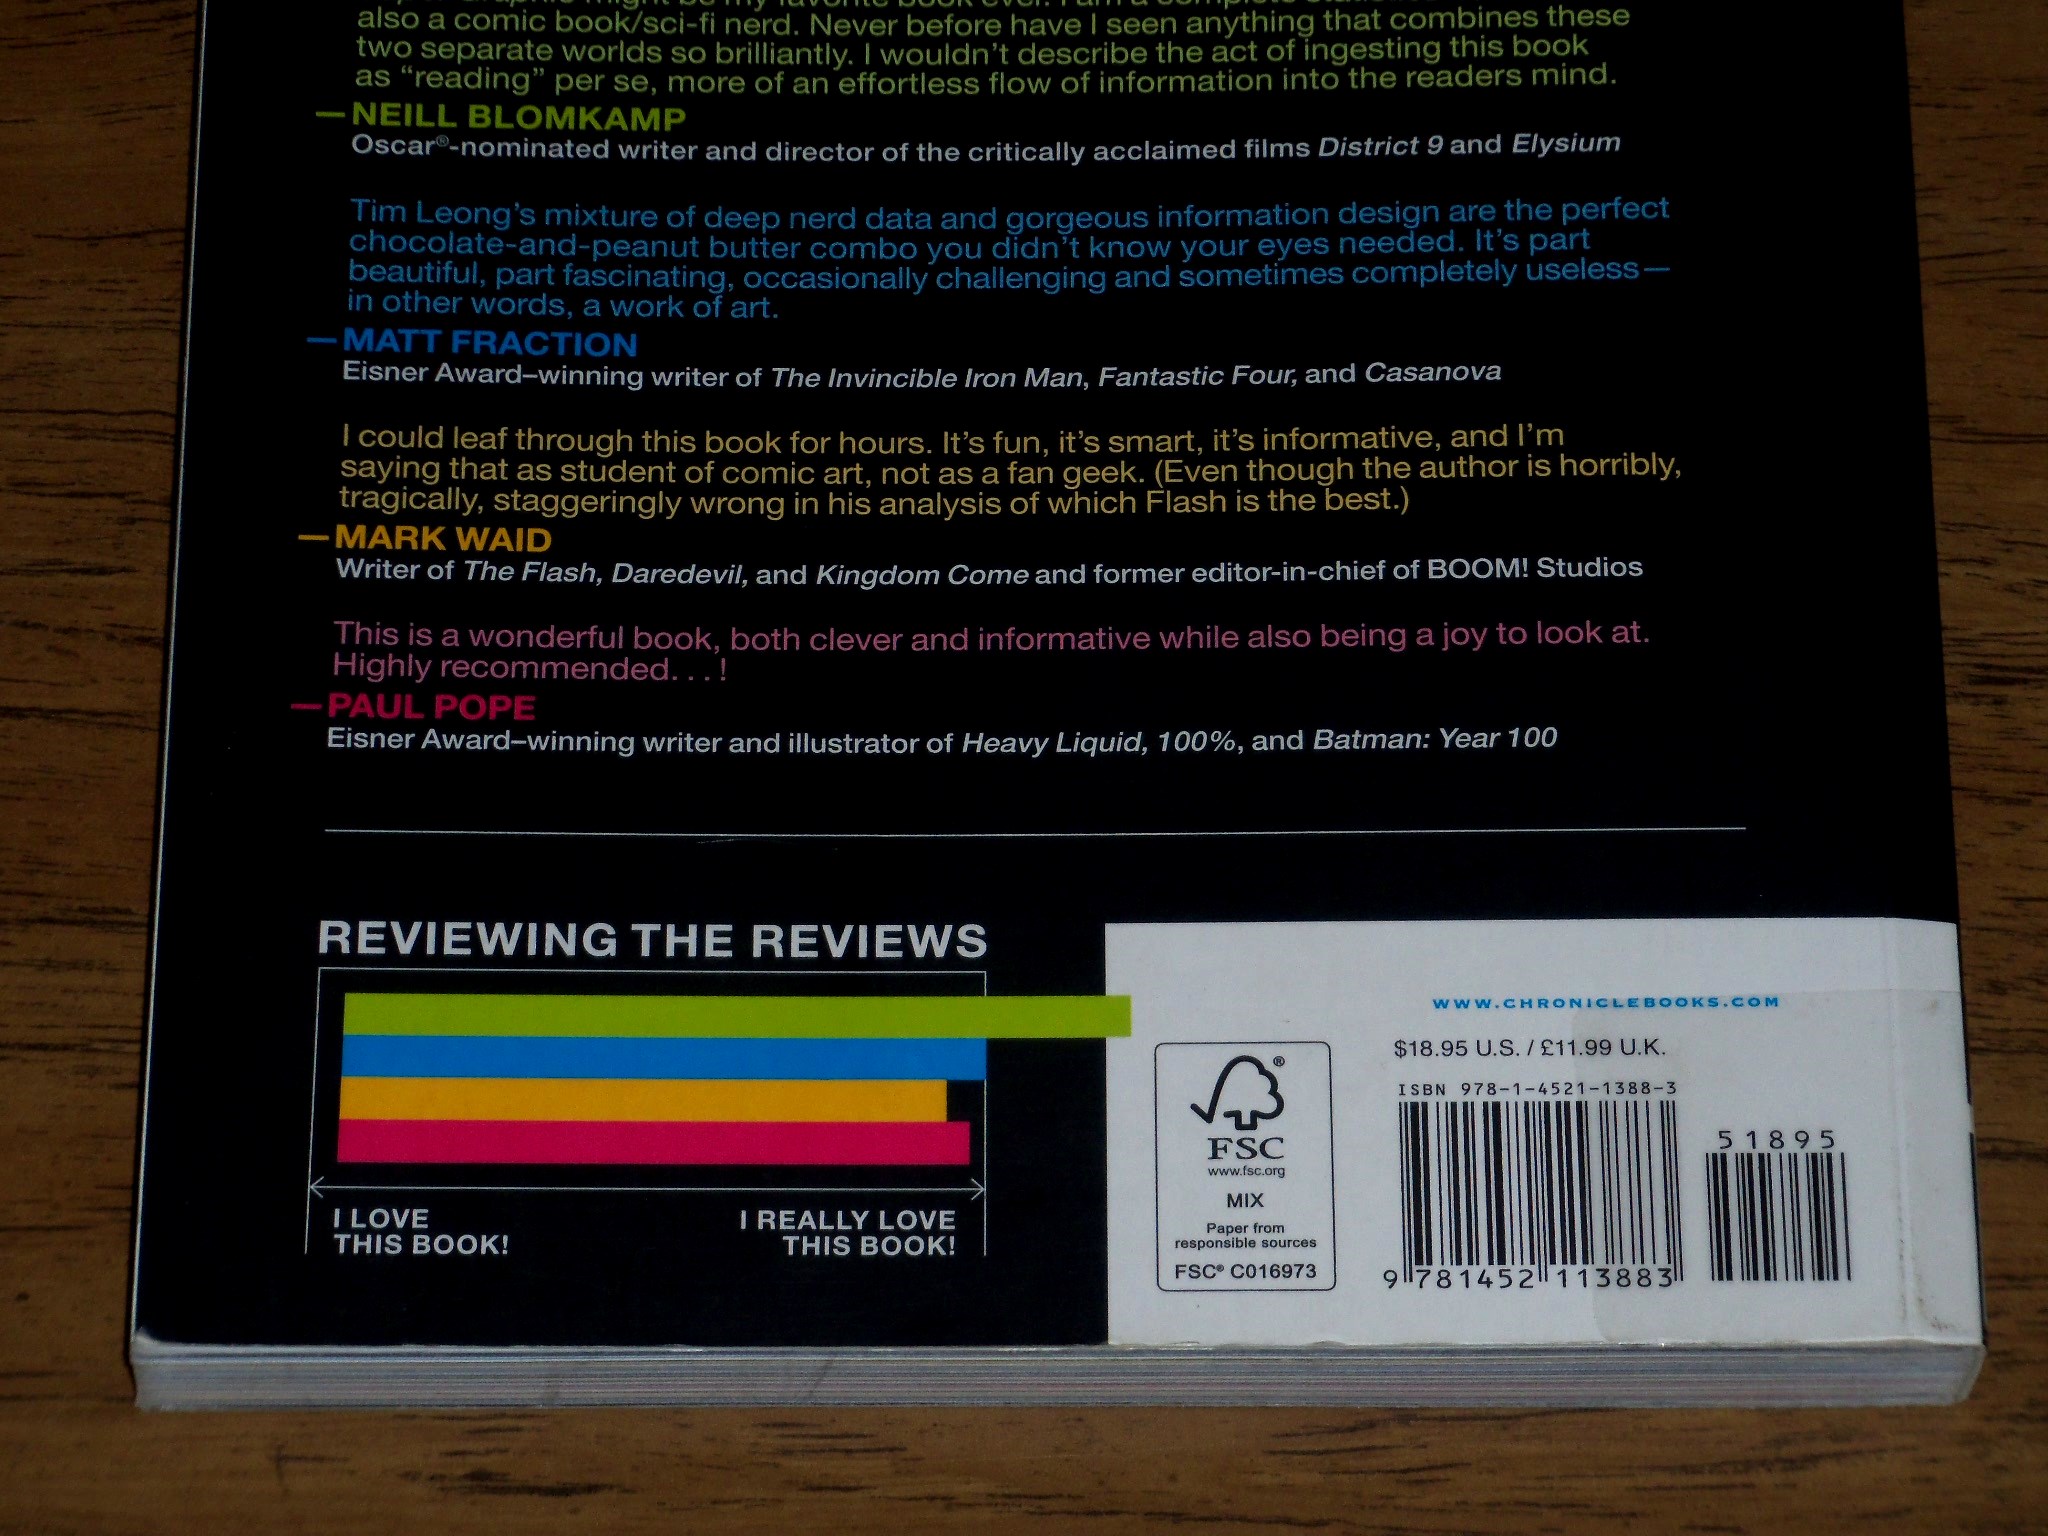 also a comic book/sci-fi nerd. Never before have I seen anything that combines these
two separate worlds so brilliantly. I wouldn't describe the act of ingesting this book
as “reading” per se, more of an effortless flow of information into the readers mind.
—NEILL BLOMKAMP
Oscar®-nominated writer and director of the critically acclaimed films District 9 and Elysium
Tim Leong's mixture of deep nerd data and gorgeous information design are the perfect
chocolate-and-peanut butter combo you didn't know your eyes needed. It's part
beautiful, part fascinating, occasionally challenging and sometimes completely useless—
in other words, a work of art.
—MATT FRACTION
Eisner Award–winning writer of The Invincible Iron Man, Fantastic Four, and Casanova
I could leaf through this book for hours. It's fun, it's smart, it's informative, and I'm
saying that as student of comic art, not as a fan geek. (Even though the author is horribly,
tragically, staggeringly wrong in his analysis of which Flash is the best.)
—MARK WAID
Writer of The Flash, Daredevil, and Kingdom Come and former editor-in-chief of BOOM! Studios
This is a wonderful book, both clever and informative while also being a joy to look at.
Highly recommended. . . !
—PAUL POPE
Eisner Award–winning writer and illustrator of Heavy Liquid, 100%, and Batman: Year 100
REVIEWING THE REVIEWS
I LOVE
THIS BOOK!
I REALLY LOVE
THIS BOOK!
WWW.CHRONICLEBOOKS.COM
$18.95 U.S. / £11.99 U.K.
ISBN 978-1-4521-1388-3
51895
9 781452 113883
®
FSC
www.fsc.org
MIX
Paper from
responsible sources
FSC® C016973